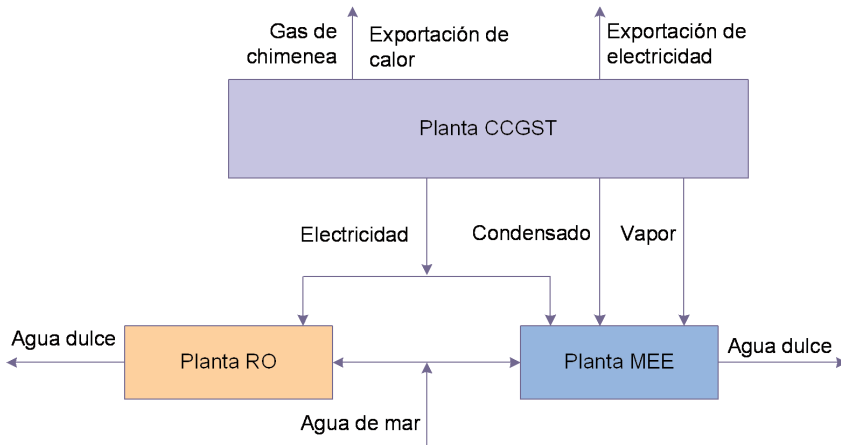 Gas de
chimenea
Exportación de
calor
Exportación de
electricidad
Planta CCGST
Electricidad
Condensado
Vapor
Agua dulce
Planta RO
Planta MEE
Agua dulce
Agua de mar